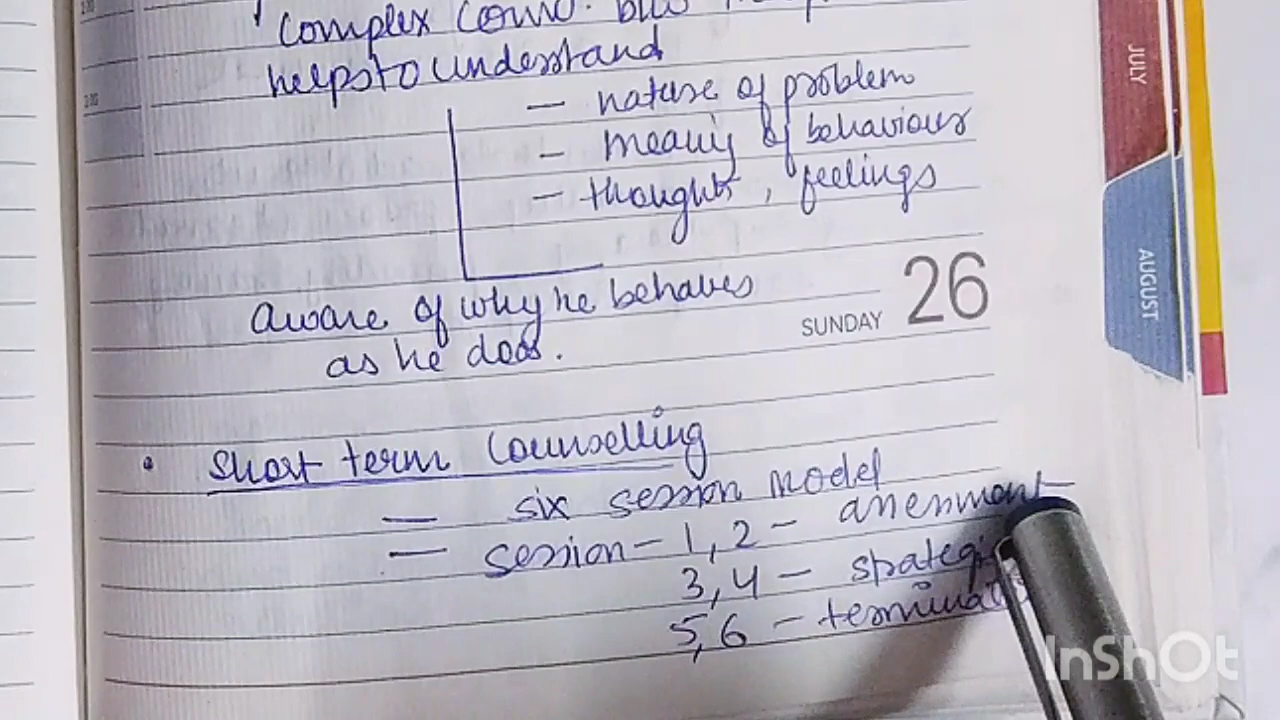 complex
helps to understand
— nature of problem
— meaning of behaviour
— thoughts, feelings
aware of why he behaves
as he does.
SUNDAY 26
• Short term Counselling
— six session model
— session - 1, 2 - assessment
3, 4 -
5, 6 -
JULY
AUGUST
InShOt